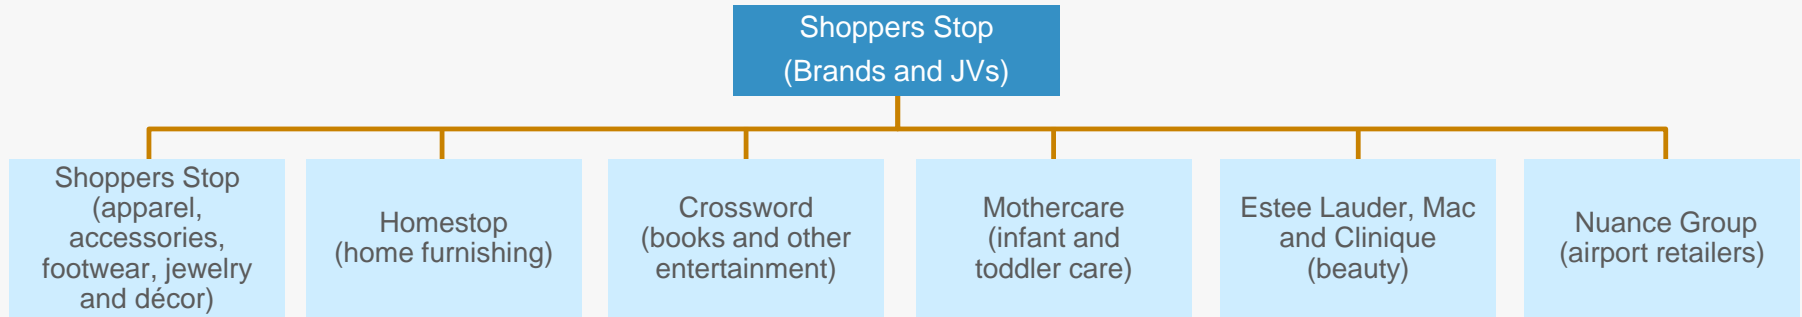 Shoppers Stop
(Brands and JVs)
Shoppers Stop
(apparel,
accessories,
footwear, jewelry
and décor)
Homestop
(home furnishing)
Crossword
(books and other
entertainment)
Mothercare
(infant and
toddler care)
Estee Lauder, Mac
and Clinique
(beauty)
Nuance Group
(airport retailers)